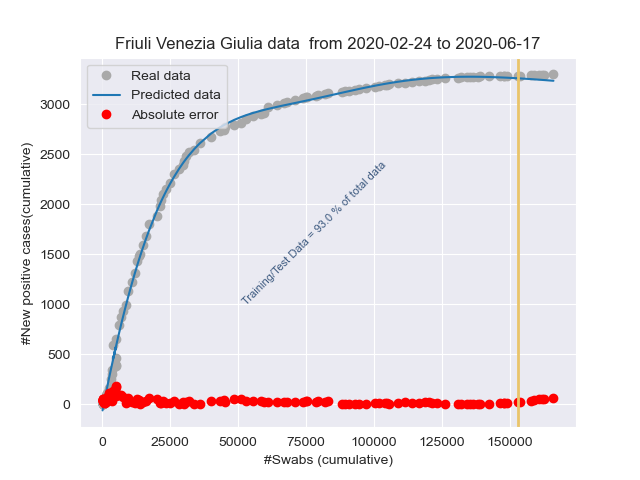 Friuli Venezia Giulia data  from 2020-02-24 to 2020-06-17
Real data
Predicted data
Absolute error
3000
2500
2000
1500
1000
500
0
#New positive cases(cumulative)
Training/Test Data = 93.0 % of total data
0
25000
50000
75000
100000
125000
150000
#Swabs (cumulative)